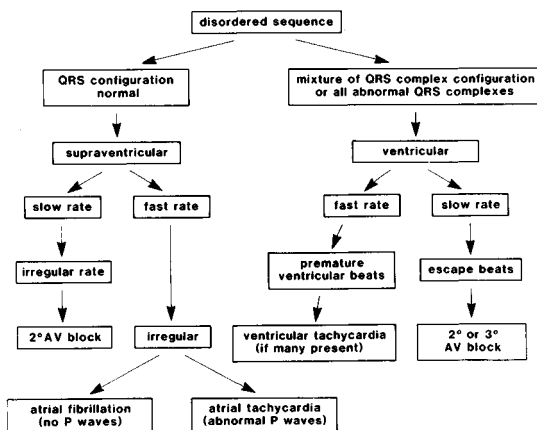 disordered sequence
QRS configuration
normal
mixture of QRS complex configuration
or all abnormal QRS complexes
supraventricular
ventricular
slow rate
fast rate
fast rate
slow rate
irregular rate
premature
ventricular beats
escape beats
2° AV block
irregular
ventricular tachycardia
(if many present)
2° or 3°
AV block
atrial fibrillation
(no P waves)
atrial tachycardia
(abnormal P waves)